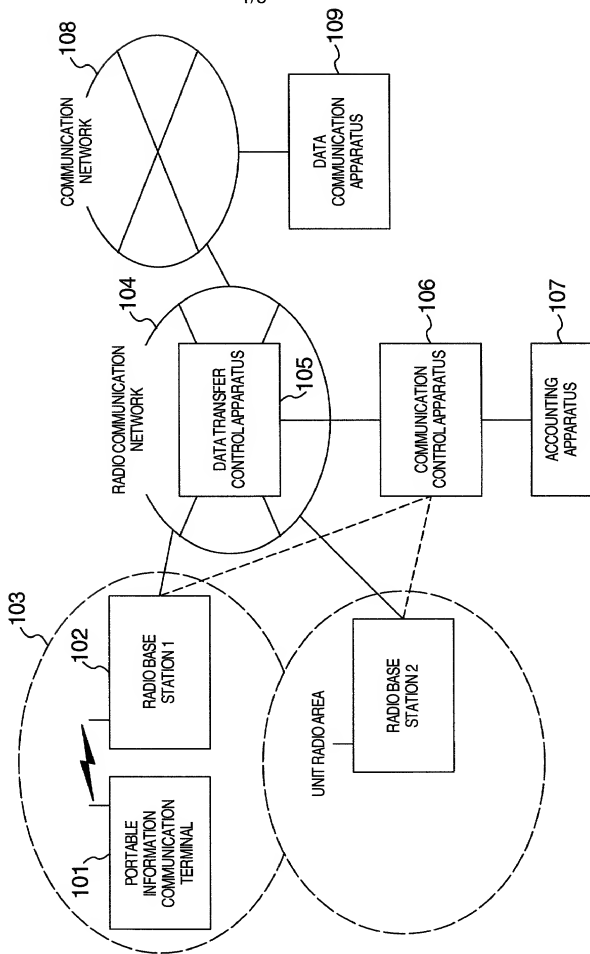 1/8
108
COMMUNICATION
NETWORK
109
DATA
COMMUNICATION
APPARATUS
104
RADIO COMMUNICATION
NETWORK
DATA TRANSFER
CONTROL APPARATUS
105
106
COMMUNICATION
CONTROL APPARATUS
107
ACCOUNTING
APPARATUS
103
102
RADIO BASE
STATION 1
101
PORTABLE
INFORMATION
COMMUNICATION
TERMINAL
UNIT RADIO AREA
RADIO BASE
STATION 2